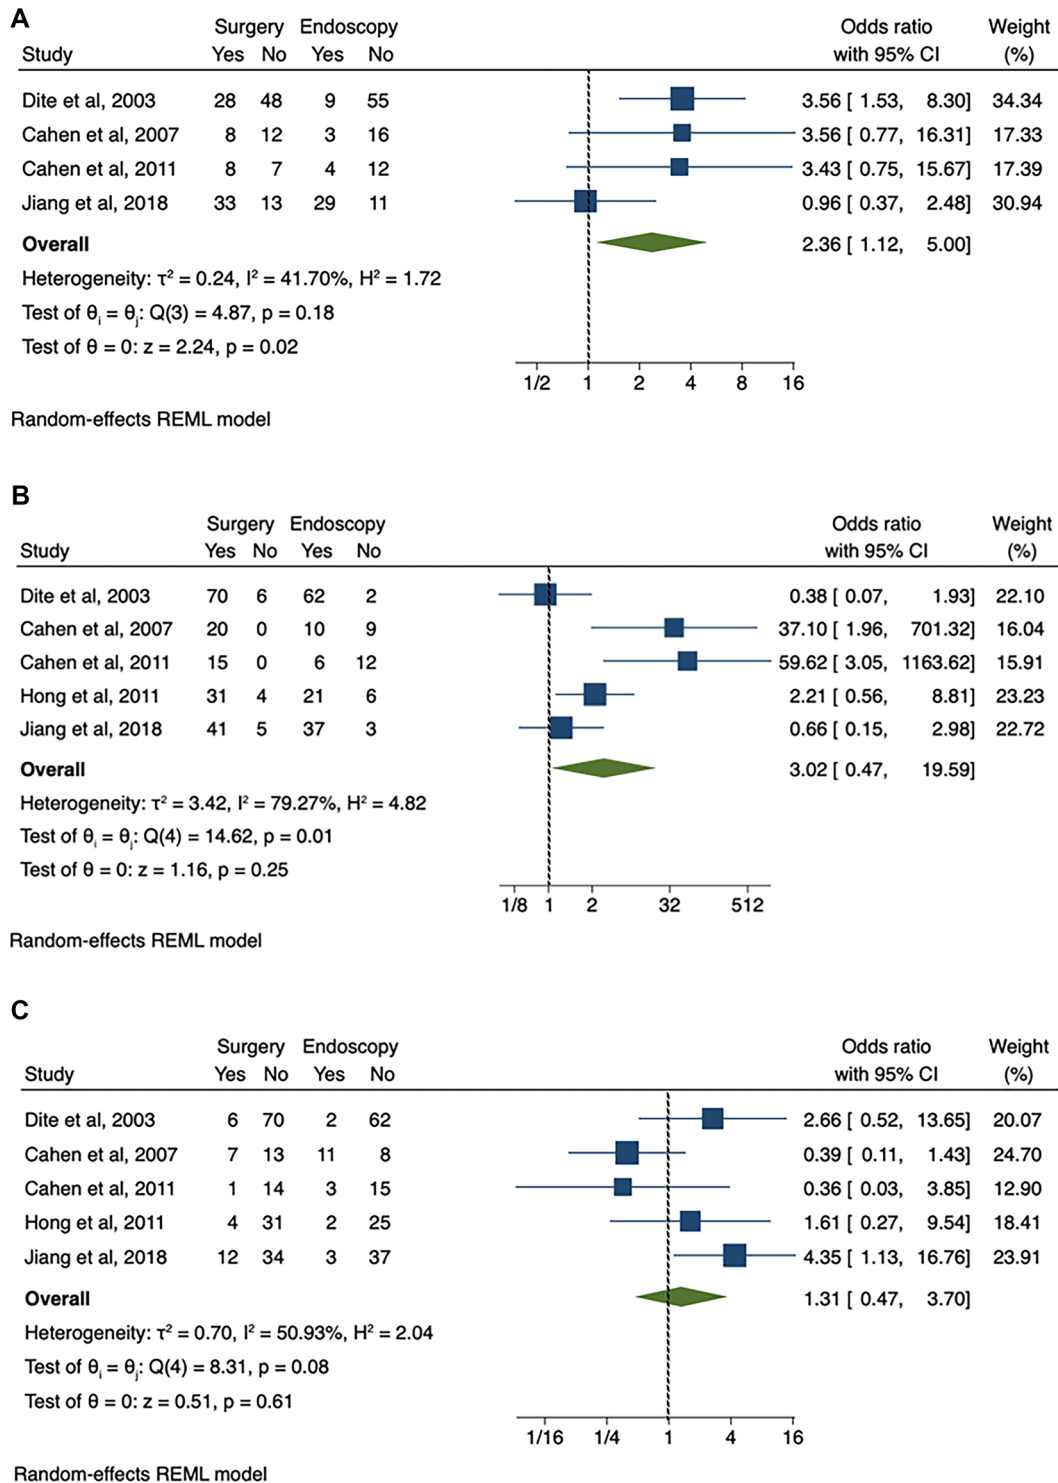 A
Surgery Endoscopy Odds ratio Weight
Study Yes No Yes No with 95% CI (%)
Dite et al, 2003 28 48 9 55 3.56 [ 1.53, 8.30] 34.34
Cahen et al, 2007 8 12 3 16 3.56 [ 0.77, 16.31] 17.33
Cahen et al, 2011 8 7 4 12 3.43 [ 0.75, 15.67] 17.39
Jiang et al, 2018 33 13 29 11 0.96 [ 0.37, 2.48] 30.94
Overall 2.36 [ 1.12, 5.00]
Heterogeneity: τ² = 0.24, I² = 41.70%, H² = 1.72
Test of θᵢ = θⱼ: Q(3) = 4.87, p = 0.18
Test of θ = 0: z = 2.24, p = 0.02
1/2 1 2 4 8 16
Random-effects REML model
B
Surgery Endoscopy Odds ratio Weight
Study Yes No Yes No with 95% CI (%)
Dite et al, 2003 70 6 62 2 0.38 [ 0.07, 1.93] 22.10
Cahen et al, 2007 20 0 10 9 37.10 [ 1.96, 701.32] 16.04
Cahen et al, 2011 15 0 6 12 59.62 [ 3.05, 1163.62] 15.91
Hong et al, 2011 31 4 21 6 2.21 [ 0.56, 8.81] 23.23
Jiang et al, 2018 41 5 37 3 0.66 [ 0.15, 2.98] 22.72
Overall 3.02 [ 0.47, 19.59]
Heterogeneity: τ² = 3.42, I² = 79.27%, H² = 4.82
Test of θᵢ = θⱼ: Q(4) = 14.62, p = 0.01
Test of θ = 0: z = 1.16, p = 0.25
1/8 1 2 32 512
Random-effects REML model
C
Surgery Endoscopy Odds ratio Weight
Study Yes No Yes No with 95% CI (%)
Dite et al, 2003 6 70 2 62 2.66 [ 0.52, 13.65] 20.07
Cahen et al, 2007 7 13 11 8 0.39 [ 0.11, 1.43] 24.70
Cahen et al, 2011 1 14 3 15 0.36 [ 0.03, 3.85] 12.90
Hong et al, 2011 4 31 2 25 1.61 [ 0.27, 9.54] 18.41
Jiang et al, 2018 12 34 3 37 4.35 [ 1.13, 16.76] 23.91
Overall 1.31 [ 0.47, 3.70]
Heterogeneity: τ² = 0.70, I² = 50.93%, H² = 2.04
Test of θᵢ = θⱼ: Q(4) = 8.31, p = 0.08
Test of θ = 0: z = 0.51, p = 0.61
1/16 1/4 1 4 16
Random-effects REML model